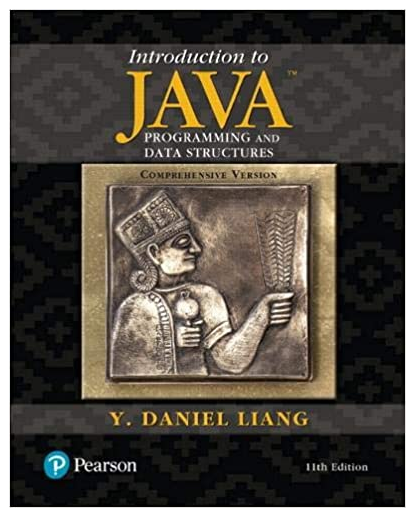 Introduction to
JAVA™
PROGRAMMING AND
DATA STRUCTURES
COMPREHENSIVE VERSION
Y. DANIEL LIANG
P Pearson
11th Edition